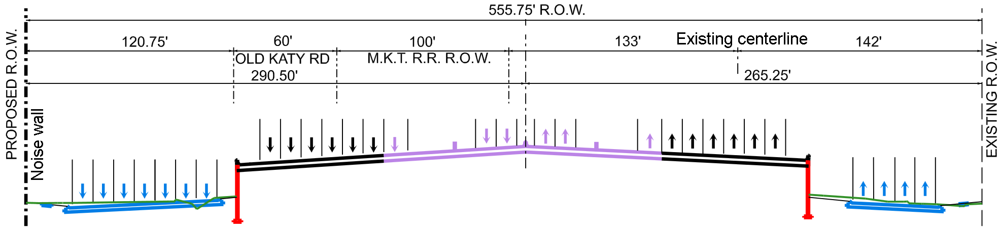 555.75' R.O.W.
120.75'
60'
100'
133'
Existing centerline
142'
OLD KATY RD
M.K.T. R.R. R.O.W.
290.50'
265.25'
PROPOSED R.O.W.
Noise wall
EXISTING R.O.W.